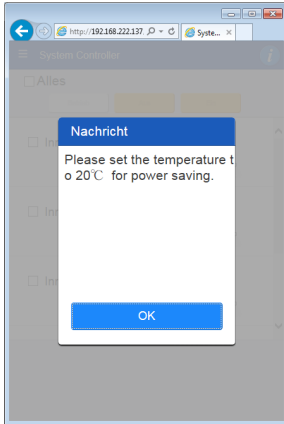 http://192.168.222.137
Syste...
System Controller
Alles
Nachricht
Please set the temperature t
o 20℃ for power saving.
OK